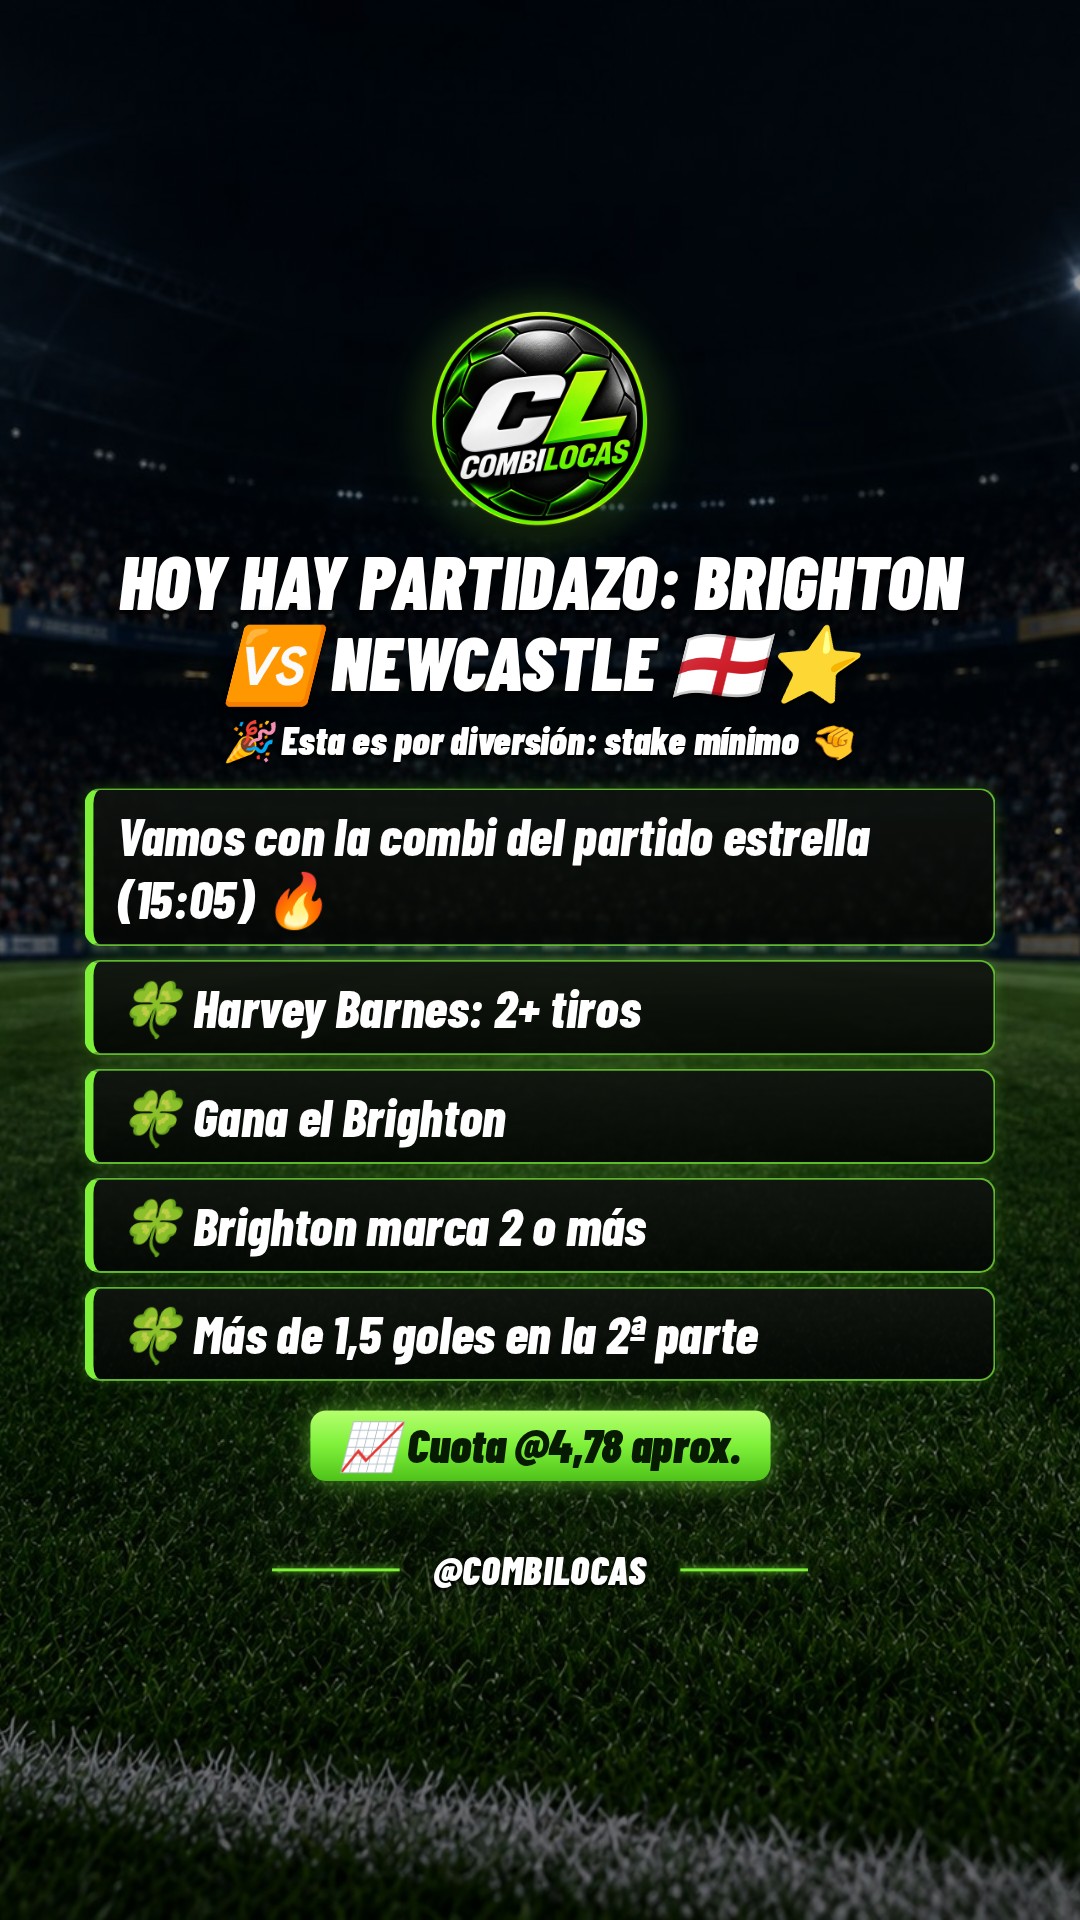 CL
COMBILOCAS
HOY HAY PARTIDAZO: BRIGHTON
🆚 NEWCASTLE 🏴󠁧󠁢󠁥󠁮󠁧󠁿⭐
🎉 Esta es por diversión: stake mínimo 🤏
Vamos con la combi del partido estrella
(15:05) 🔥
🍀 Harvey Barnes: 2+ tiros
🍀 Gana el Brighton
🍀 Brighton marca 2 o más
🍀 Más de 1,5 goles en la 2ª parte
📈 Cuota @4,78 aprox.
@COMBILOCAS